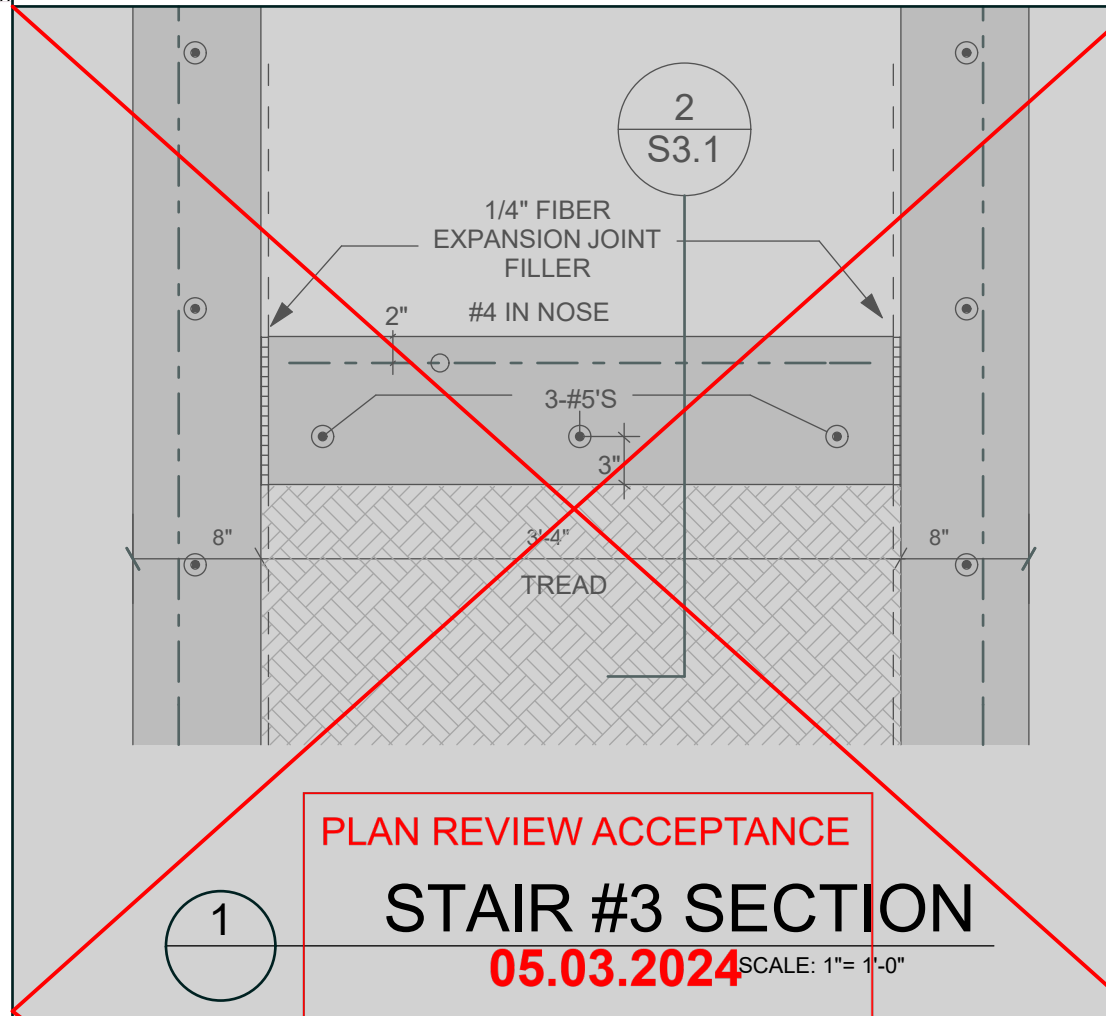 2
S3.1
1/4" FIBER
EXPANSION JOINT
FILLER
2"
#4 IN NOSE
3-#5'S
3"
8"
3'-4"
8"
TREAD
PLAN REVIEW ACCEPTANCE
1
STAIR #3 SECTION
05.03.2024
SCALE: 1"= 1'-0"